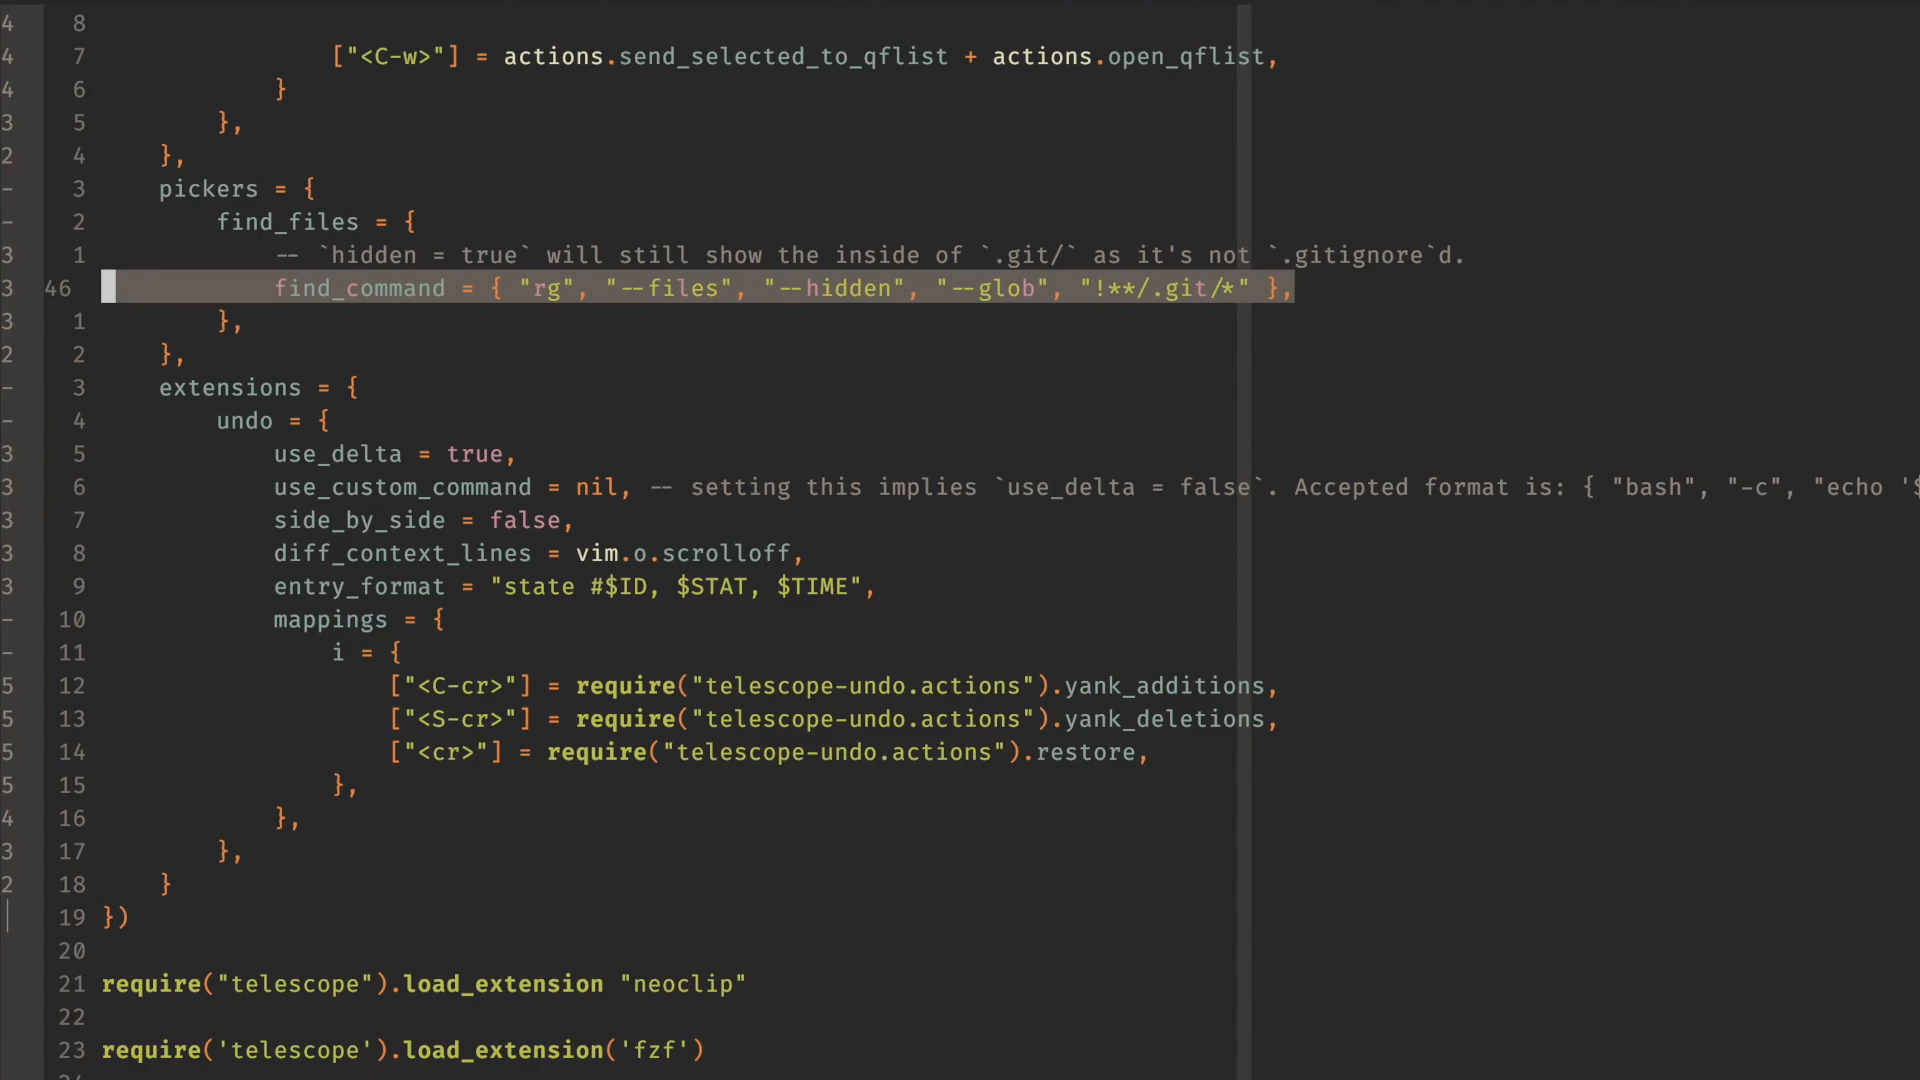 4 8
4 7 ["<C-w>"] = actions.send_selected_to_qflist + actions.open_qflist,
4 6 }
3 5 },
2 4 },
- 3 pickers = {
- 2 find_files = {
3 1 -- `hidden = true` will still show the inside of `.git/` as it's not `.gitignore`d.
3 46 find_command = { "rg", "--files", "--hidden", "--glob", "!**/.git/*" },
3 1 },
2 2 },
- 3 extensions = {
- 4 undo = {
3 5 use_delta = true,
3 6 use_custom_command = nil, -- setting this implies `use_delta = false`. Accepted format is: { "bash", "-c", "echo '$
3 7 side_by_side = false,
3 8 diff_context_lines = vim.o.scrolloff,
3 9 entry_format = "state #$ID, $STAT, $TIME",
- 10 mappings = {
- 11 i = {
5 12 ["<C-cr>"] = require("telescope-undo.actions").yank_additions,
5 13 ["<S-cr>"] = require("telescope-undo.actions").yank_deletions,
5 14 ["<cr>"] = require("telescope-undo.actions").restore,
5 15 },
4 16 },
3 17 },
2 18 }
│ 19 })
20
21 require("telescope").load_extension "neoclip"
22
23 require('telescope').load_extension('fzf')